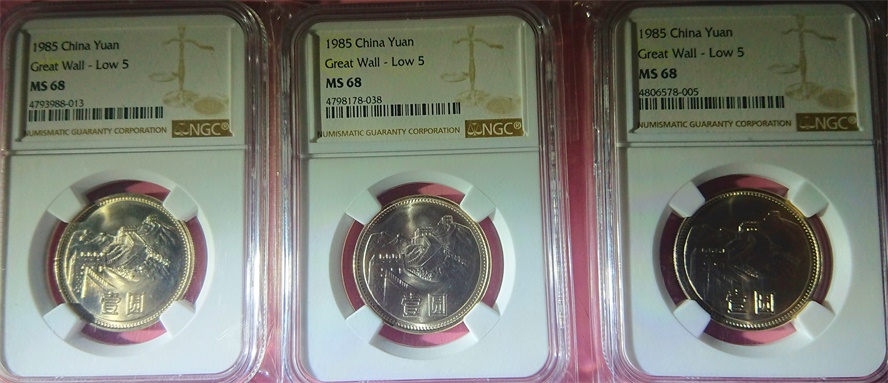 1985 China Yuan
Great Wall - Low 5
MS 68
4793988-013
NUMISMATIC GUARANTY CORPORATION NGC®
壹圆
1985 China Yuan
Great Wall - Low 5
MS 68
4798178-038
NUMISMATIC GUARANTY CORPORATION NGC®
壹圆
1985 China Yuan
Great Wall - Low 5
MS 68
4806578-005
NUMISMATIC GUARANTY CORPORATION NGC®
壹圆